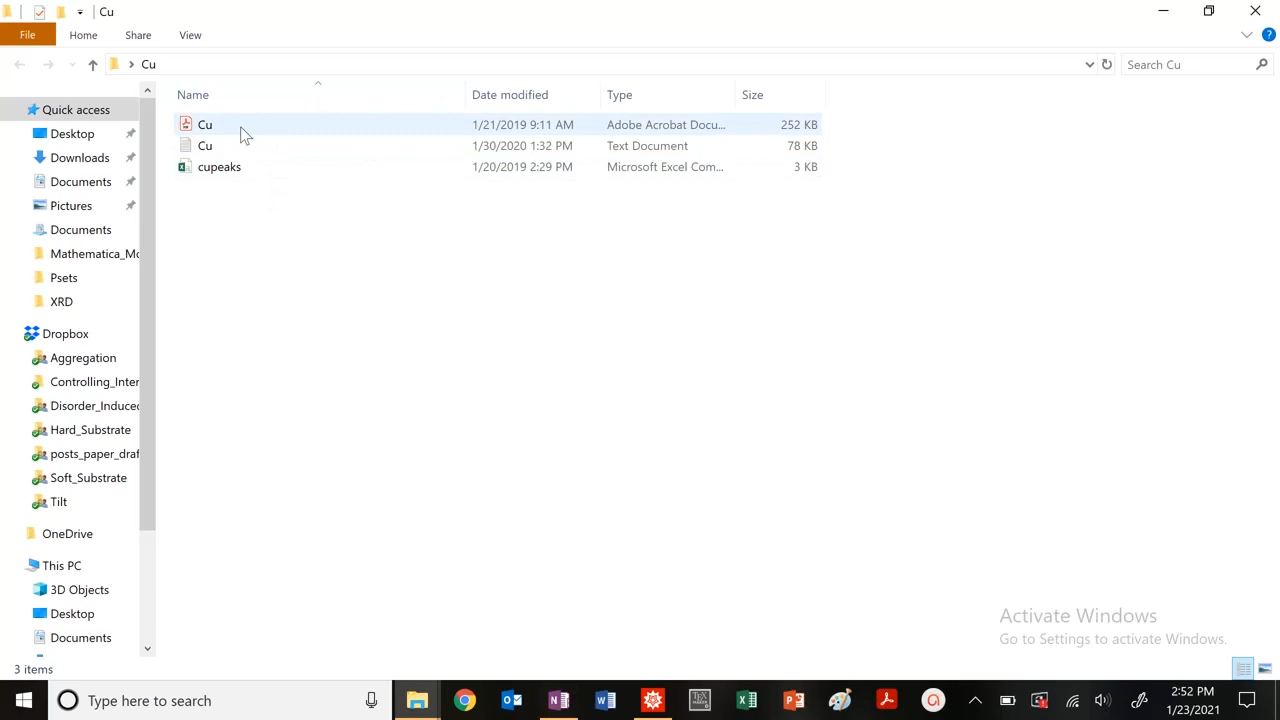 Cu
File Home Share View
Cu Search Cu
Name Date modified Type Size
Cu 1/21/2019 9:11 AM Adobe Acrobat Docu... 252 KB
Cu 1/30/2020 1:32 PM Text Document 78 KB
cupeaks 1/20/2019 2:29 PM Microsoft Excel Com... 3 KB
Quick access
Desktop
Downloads
Documents
Pictures
Documents
Mathematica_Mo
Psets
XRD
Dropbox
Aggregation
Controlling_Inter
Disorder_Induced
Hard_Substrate
posts_paper_draf
Soft_Substrate
Tilt
OneDrive
This PC
3D Objects
Desktop
Documents
Activate Windows
Go to Settings to activate Windows.
3 items
Type here to search
2:52 PM
1/23/2021